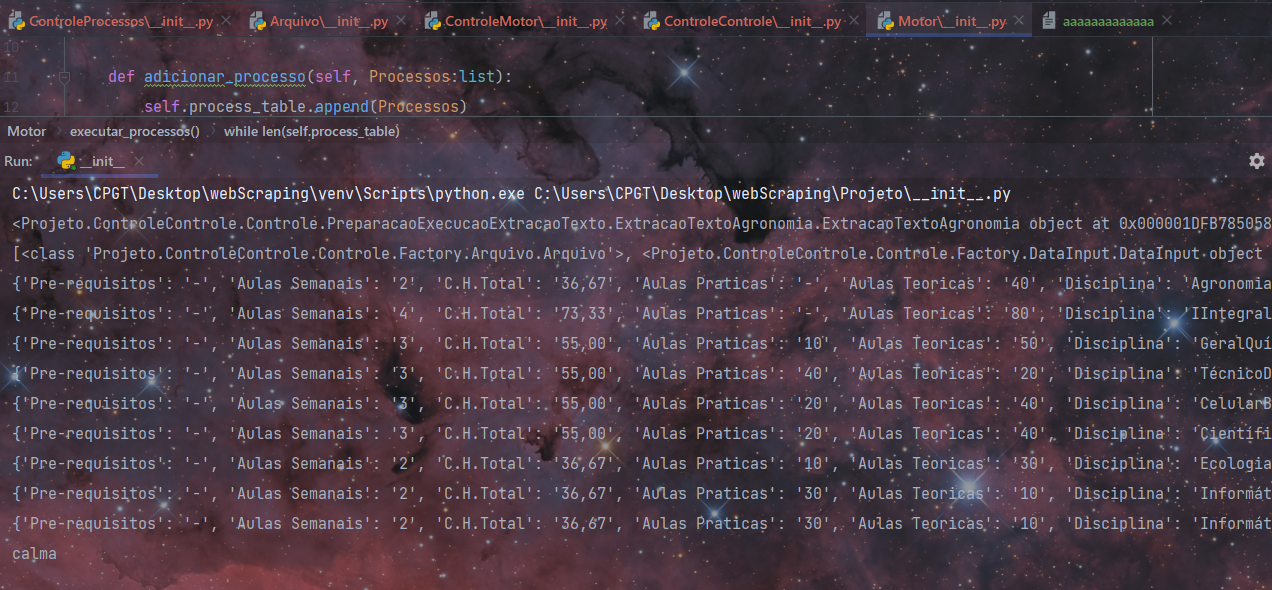 ControleProcessos\__init__.py Arquivo\__init__.py ControleMotor\__init__.py ControleControle\__init__.py Motor\__init__.py aaaaaaaaaaaaa
10
11 def adicionar_processo(self, Processos:list):
12 self.process_table.append(Processos)
Motor executar_processos() while len(self.process_table)
Run: __init__
C:\Users\CPGT\Desktop\webScraping\venv\Scripts\python.exe C:\Users\CPGT\Desktop\webScraping\Projeto\__init__.py
<Projeto.ControleControle.Controle.PreparacaoExecucaoExtracaoTexto.ExtracaoTextoAgronomia.ExtracaoTextoAgronomia object at 0x000001DFB785058
[<class 'Projeto.ControleControle.Controle.Factory.Arquivo.Arquivo'>, <Projeto.ControleControle.Controle.Factory.DataInput.DataInput object
{'Pre-requisitos': '-', 'Aulas Semanais': '2', 'C.H.Total': '36,67', 'Aulas Praticas': '-', 'Aulas Teoricas': '40', 'Disciplina': 'Agronomia
{'Pre-requisitos': '-', 'Aulas Semanais': '4', 'C.H.Total': '73,33', 'Aulas Praticas': '-', 'Aulas Teoricas': '80', 'Disciplina': 'IIntegral
{'Pre-requisitos': '-', 'Aulas Semanais': '3', 'C.H.Total': '55,00', 'Aulas Praticas': '10', 'Aulas Teoricas': '50', 'Disciplina': 'GeralQui
{'Pre-requisitos': '-', 'Aulas Semanais': '3', 'C.H.Total': '55,00', 'Aulas Praticas': '40', 'Aulas Teoricas': '20', 'Disciplina': 'TécnicoD
{'Pre-requisitos': '-', 'Aulas Semanais': '3', 'C.H.Total': '55,00', 'Aulas Praticas': '20', 'Aulas Teoricas': '40', 'Disciplina': 'CelularB
{'Pre-requisitos': '-', 'Aulas Semanais': '3', 'C.H.Total': '55,00', 'Aulas Praticas': '20', 'Aulas Teoricas': '40', 'Disciplina': 'Científi
{'Pre-requisitos': '-', 'Aulas Semanais': '2', 'C.H.Total': '36,67', 'Aulas Praticas': '10', 'Aulas Teoricas': '30', 'Disciplina': 'Ecologia
{'Pre-requisitos': '-', 'Aulas Semanais': '2', 'C.H.Total': '36,67', 'Aulas Praticas': '30', 'Aulas Teoricas': '10', 'Disciplina': 'Informát
{'Pre-requisitos': '-', 'Aulas Semanais': '2', 'C.H.Total': '36,67', 'Aulas Praticas': '30', 'Aulas Teoricas': '10', 'Disciplina': 'Informát
calma